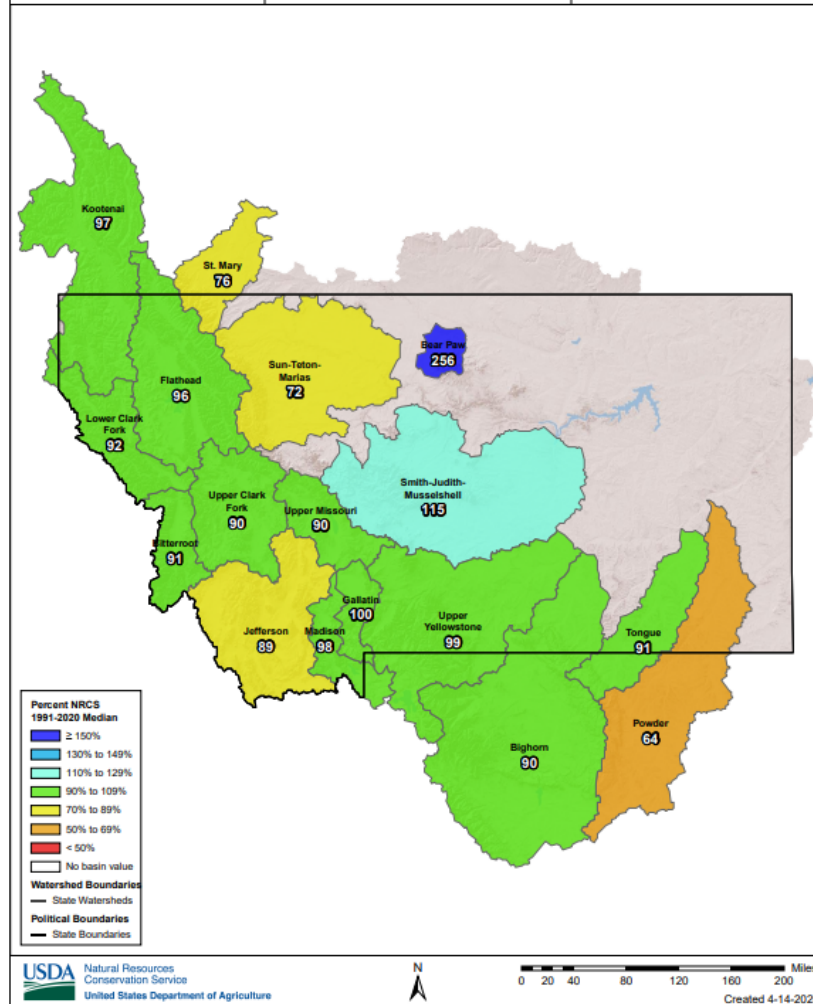 Kootenai
97
St. Mary
76
Bear Paw
256
Sun-Teton-
Marias
72
Flathead
96
Lower Clark
Fork
92
Smith-Judith-
Musselshell
115
Upper Clark
Fork
90
Upper Missouri
90
Bitterroot
91
Gallatin
100
Upper
Yellowstone
99
Jefferson
89
Madison
98
Tongue
91
Powder
64
Bighorn
90
Percent NRCS
1991-2020 Median
≥ 150%
130% to 149%
110% to 129%
90% to 109%
70% to 89%
50% to 69%
< 50%
No basin value
Watershed Boundaries
State Watersheds
Political Boundaries
State Boundaries
USDA
Natural Resources
Conservation Service
United States Department of Agriculture
N
Miles
0 20 40 80 120 160 200
Created 4-14-202